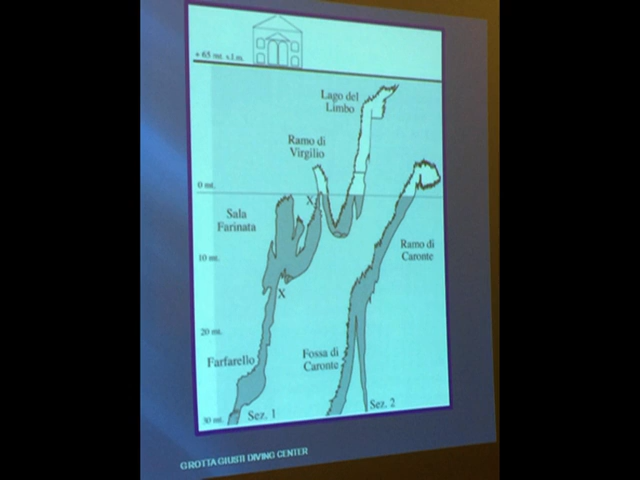 + 65 mt. s.l.m.
Lago del
Limbo
Ramo di
Virgilio
0 mt.
X
Sala
Farinata
Ramo di
Caronte
10 mt.
X
20 mt.
Farfarello
Fossa di
Caronte
30 mt.
Sez. 1
Sez. 2
GROTTA GIUSTI DIVING CENTER